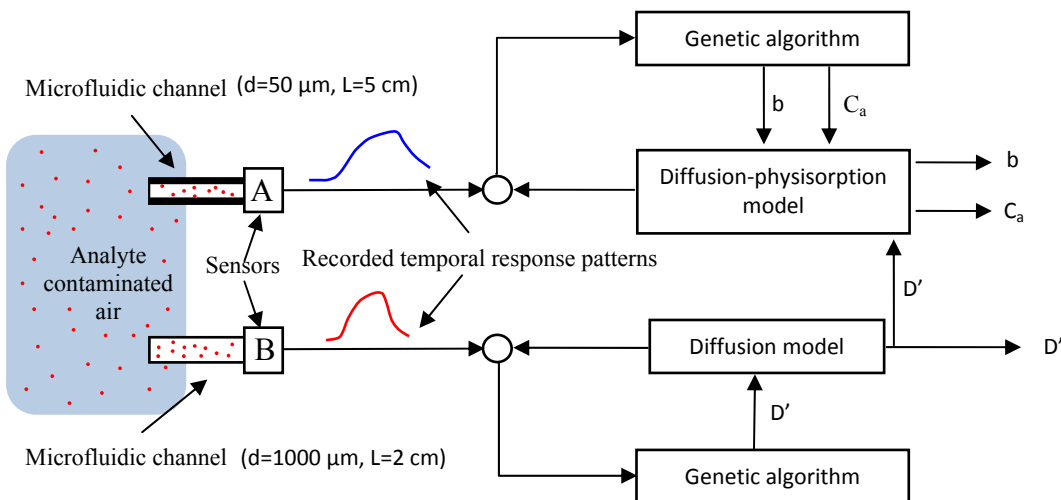 Genetic algorithm
Microfluidic channel (d=50 µm, L=5 cm)
b
Cₐ
b
A
Diffusion-physisorption
model
Cₐ
Analyte
contaminated
air
Sensors
Recorded temporal response patterns
D’
B
Diffusion model
D’
D’
Microfluidic channel (d=1000 µm, L=2 cm)
Genetic algorithm